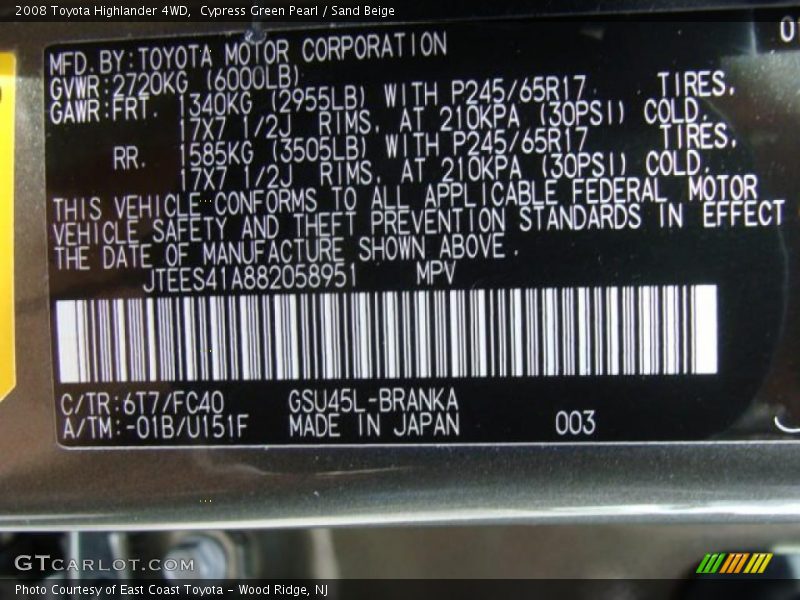 2008 Toyota Highlander 4WD,  Cypress Green Pearl / Sand Beige
MFD. BY: TOYOTA MOTOR CORPORATION
GVWR: 2720KG (6000LB)
GAWR: FRT. 1340KG (2955LB) WITH P245/65R17 TIRES.
17X7 1/2J RIMS, AT 210KPA (30PSI) COLD.
RR. 1585KG (3505LB) WITH P245/65R17 TIRES,
17X7 1/2J RIMS. AT 210KPA (30PSI) COLD.
THIS VEHICLE CONFORMS TO ALL APPLICABLE FEDERAL MOTOR
VEHICLE SAFETY AND THEFT PREVENTION STANDARDS IN EFFECT
THE DATE OF MANUFACTURE SHOWN ABOVE.
JTEES41A882058951 MPV
C/TR: 6T7/FC40 GSU45L-BRANKA
A/TM: -01B/U151F MADE IN JAPAN 003
GTCARLOT.COM
Photo Courtesy of East Coast Toyota - Wood Ridge, NJ